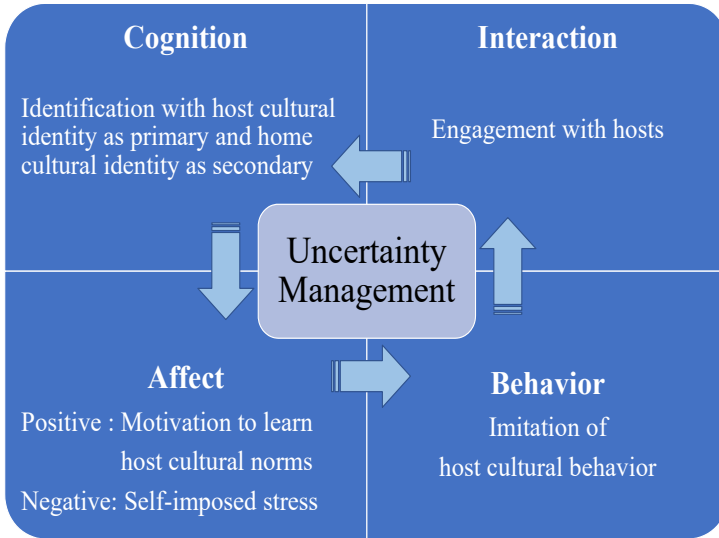 Cognition
Identification with host cultural
identity as primary and home
cultural identity as secondary
Interaction
Engagement with hosts
Uncertainty
Management
Affect
Positive : Motivation to learn
host cultural norms
Negative: Self-imposed stress
Behavior
Imitation of
host cultural behavior